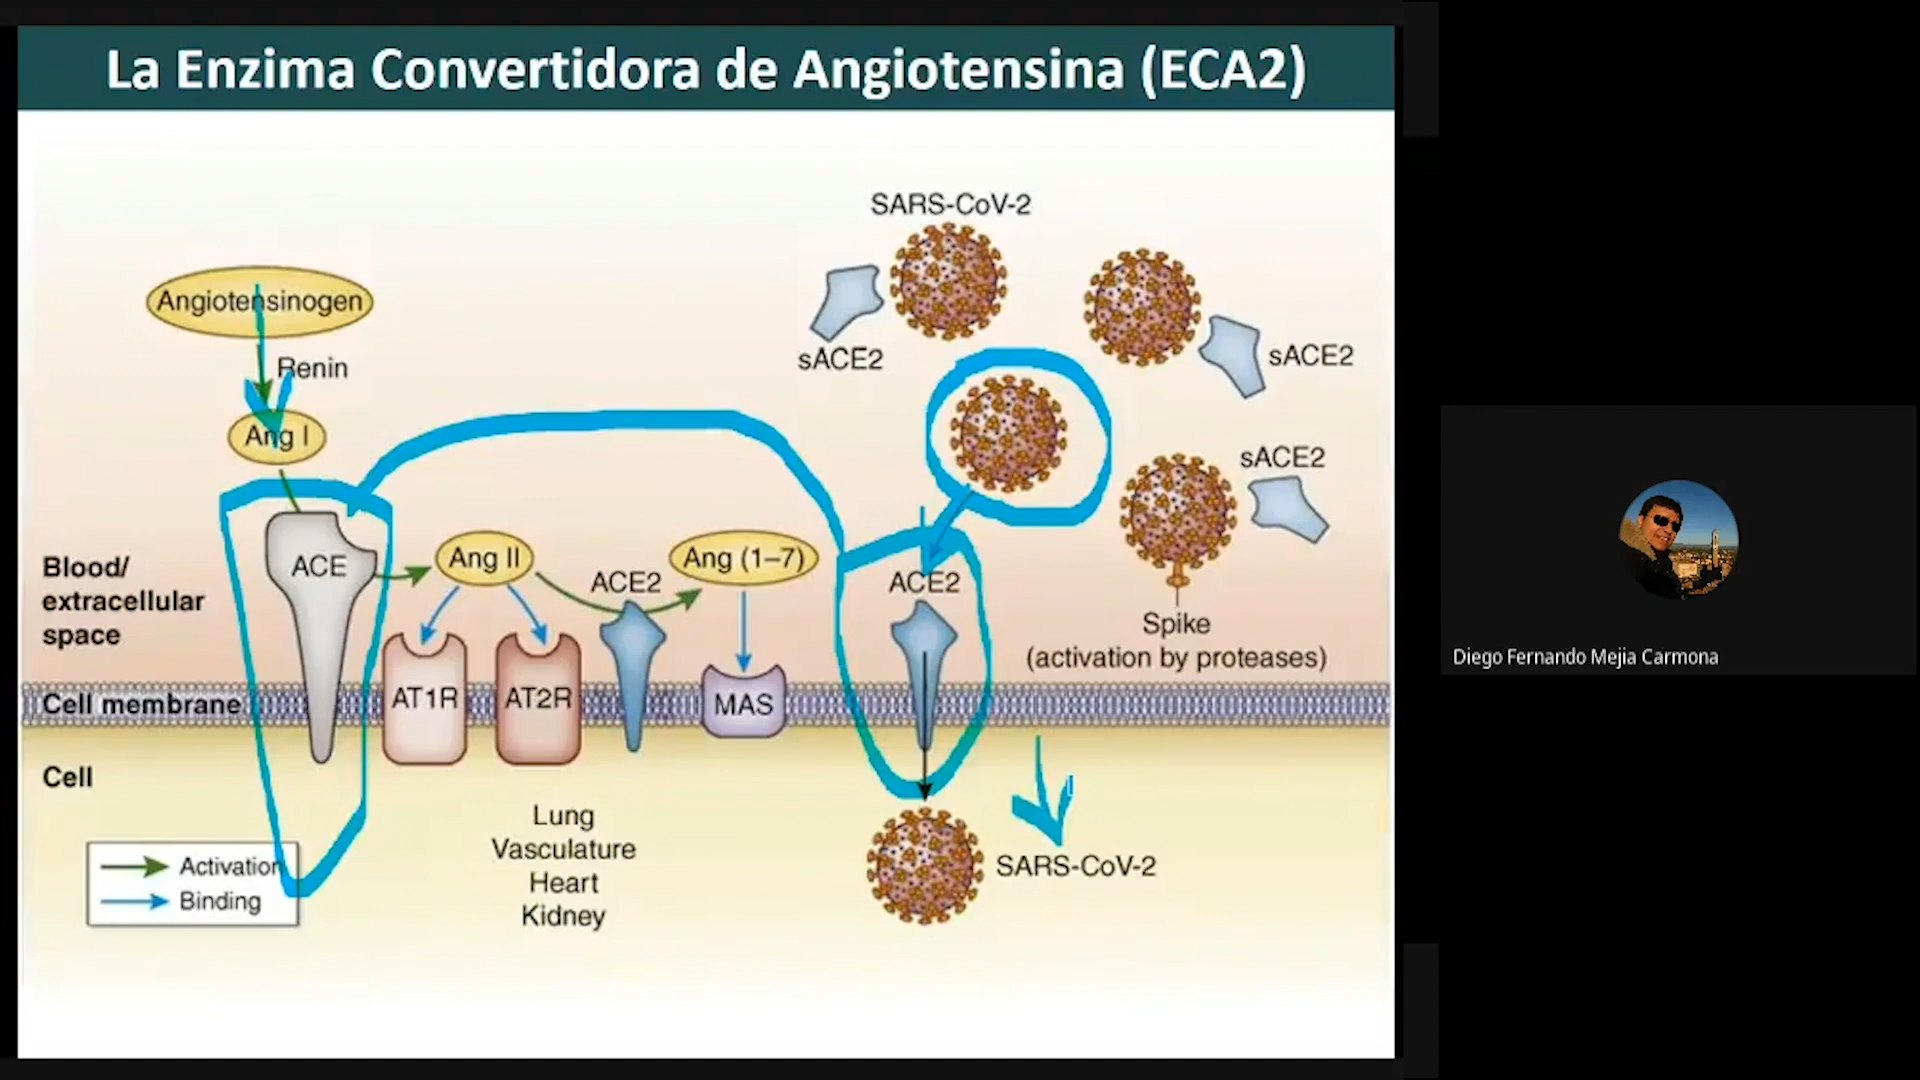 La Enzima Convertidora de Angiotensina (ECA2)
SARS-CoV-2
Angiotensinogen
sACE2
sACE2
Renin
Ang I
sACE2
Blood/
extracellular
space
ACE
Ang II
ACE2
Ang (1–7)
ACE2
Spike
(activation by proteases)
Cell membrane
AT1R
AT2R
MAS
Cell
Lung
Vasculature
Heart
Kidney
SARS-CoV-2
Activation
Binding
Diego Fernando Mejia Carmona